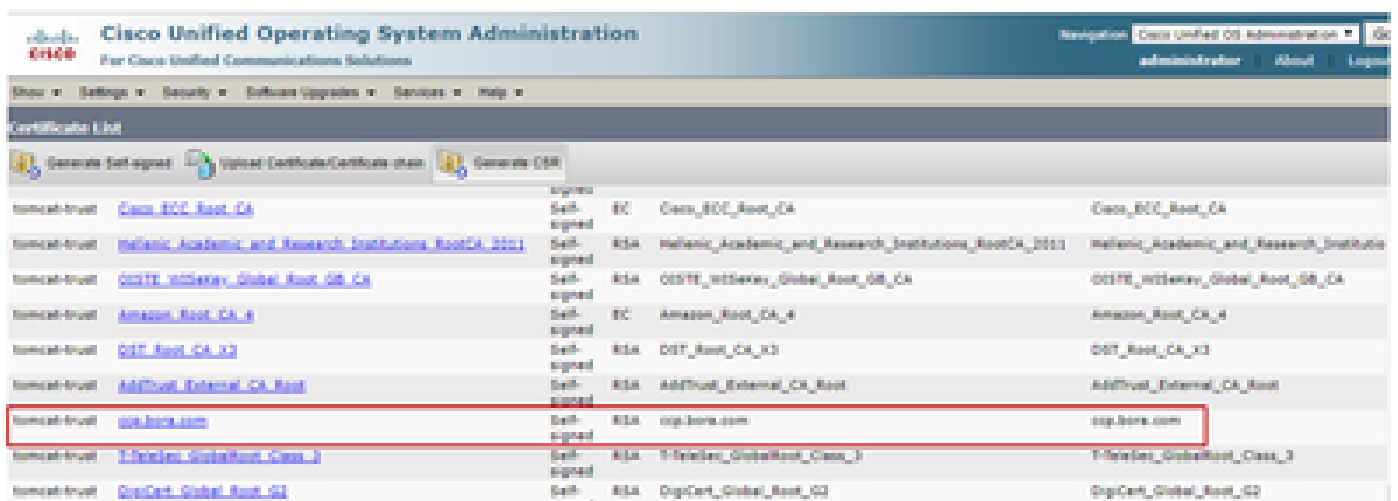 Cisco Unified Operating System Administration
CISCO For Cisco Unified Communications Solutions
Navigation Cisco Unified OS Administration
administrator About Logout
Show Settings Security Software Upgrades Services Help
Certificate List
Generate Self-signed Upload Certificate/Certificate chain Generate CSR
signed
tomcat-trust Cisco_ECC_Root_CA Self-signed EC Cisco_ECC_Root_CA Cisco_ECC_Root_CA
tomcat-trust Hellenic_Academic_and_Research_Institutions_RootCA_2011 Self-signed RSA Hellenic_Academic_and_Research_Institutions_RootCA_2011 Hellenic_Academic_and_Research_Institutio
tomcat-trust OISTE_WISeKey_Global_Root_GB_CA Self-signed RSA OISTE_WISeKey_Global_Root_GB_CA OISTE_WISeKey_Global_Root_GB_CA
tomcat-trust Amazon_Root_CA_4 Self-signed EC Amazon_Root_CA_4 Amazon_Root_CA_4
tomcat-trust DST_Root_CA_X3 Self-signed RSA DST_Root_CA_X3 DST_Root_CA_X3
tomcat-trust AddTrust_External_CA_Root Self-signed RSA AddTrust_External_CA_Root AddTrust_External_CA_Root
tomcat-trust ccp.bora.com Self-signed RSA ccp.bora.com ccp.bora.com
tomcat-trust T-TeleSec_GlobalRoot_Class_3 Self-signed RSA T-TeleSec_GlobalRoot_Class_3 T-TeleSec_GlobalRoot_Class_3
tomcat-trust DigiCert_Global_Root_G2 Self- RSA DigiCert_Global_Root_G2 DigiCert_Global_Root_G2